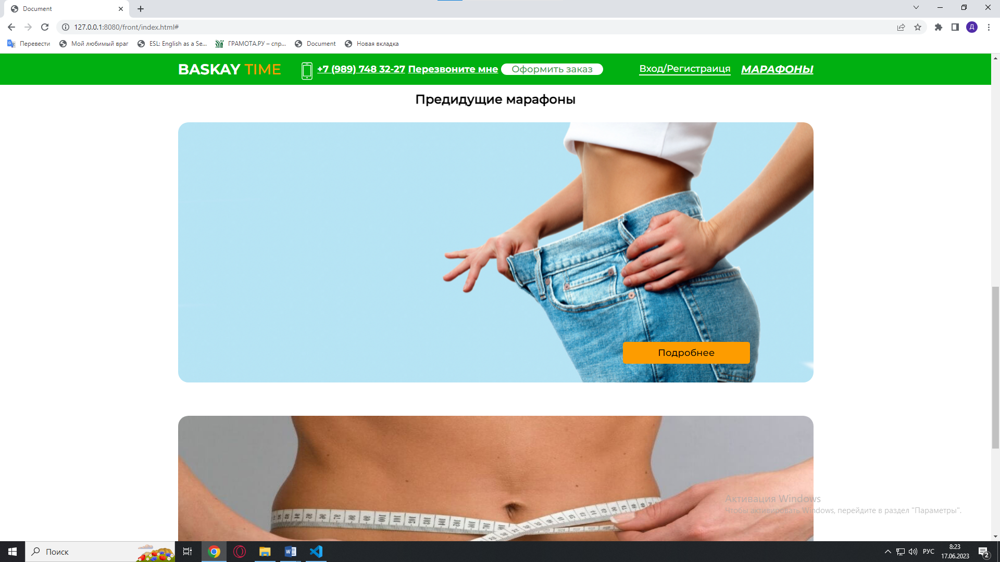 Document
127.0.0.1:8080/front/index.html#
Д
Перевести
Мой любимый враг
ESL: English as a Se...
ГРАМОТА.РУ – спр...
Document
Новая вкладка
BASKAY TIME
+7 (989) 748 32-27 Перезвоните мне
Оформить заказ
Вход/Регистраиця
МАРАФОНЫ
Предидущие марафоны
Подробнее
Активация Windows
Чтобы активировать Windows, перейдите в раздел "Параметры".
Поиск
РУС
8:23
17.06.2023
2